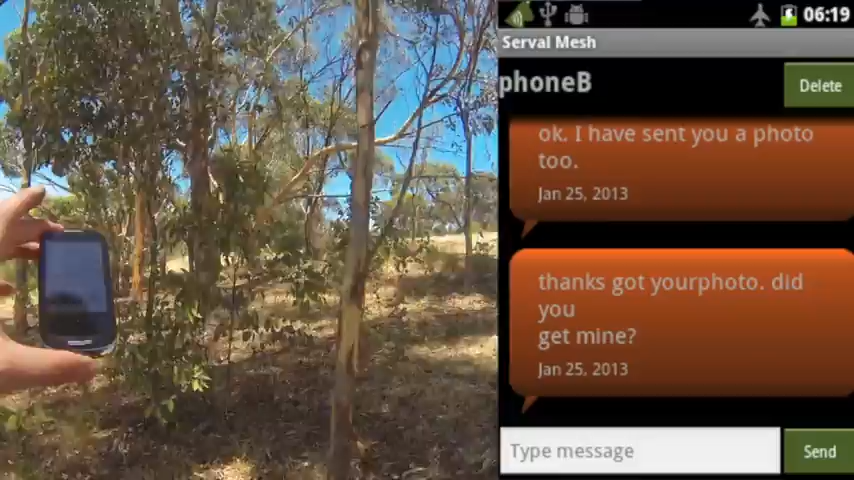 06:19
Serval Mesh
phoneB
Delete
ok. I have sent you a photo
too.
Jan 25, 2013
thanks got yourphoto. did
you
get mine?
Jan 25, 2013
Type message
Send